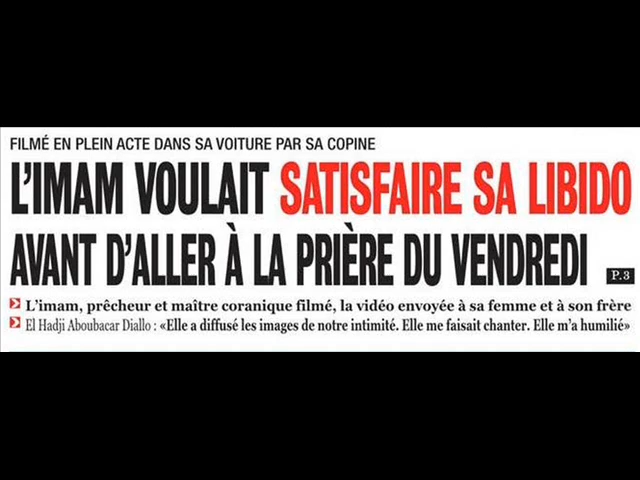 FILMÉ EN PLEIN ACTE DANS SA VOITURE PAR SA COPINE
L'IMAM VOULAIT SATISFAIRE SA LIBIDO
AVANT D'ALLER À LA PRIÈRE DU VENDREDI P.3
L'imam, prêcheur et maître coranique filmé, la vidéo envoyée à sa femme et à son frère
El Hadji Aboubacar Diallo : «Elle a diffusé les images de notre intimité. Elle me faisait chanter. Elle m'a humilié»